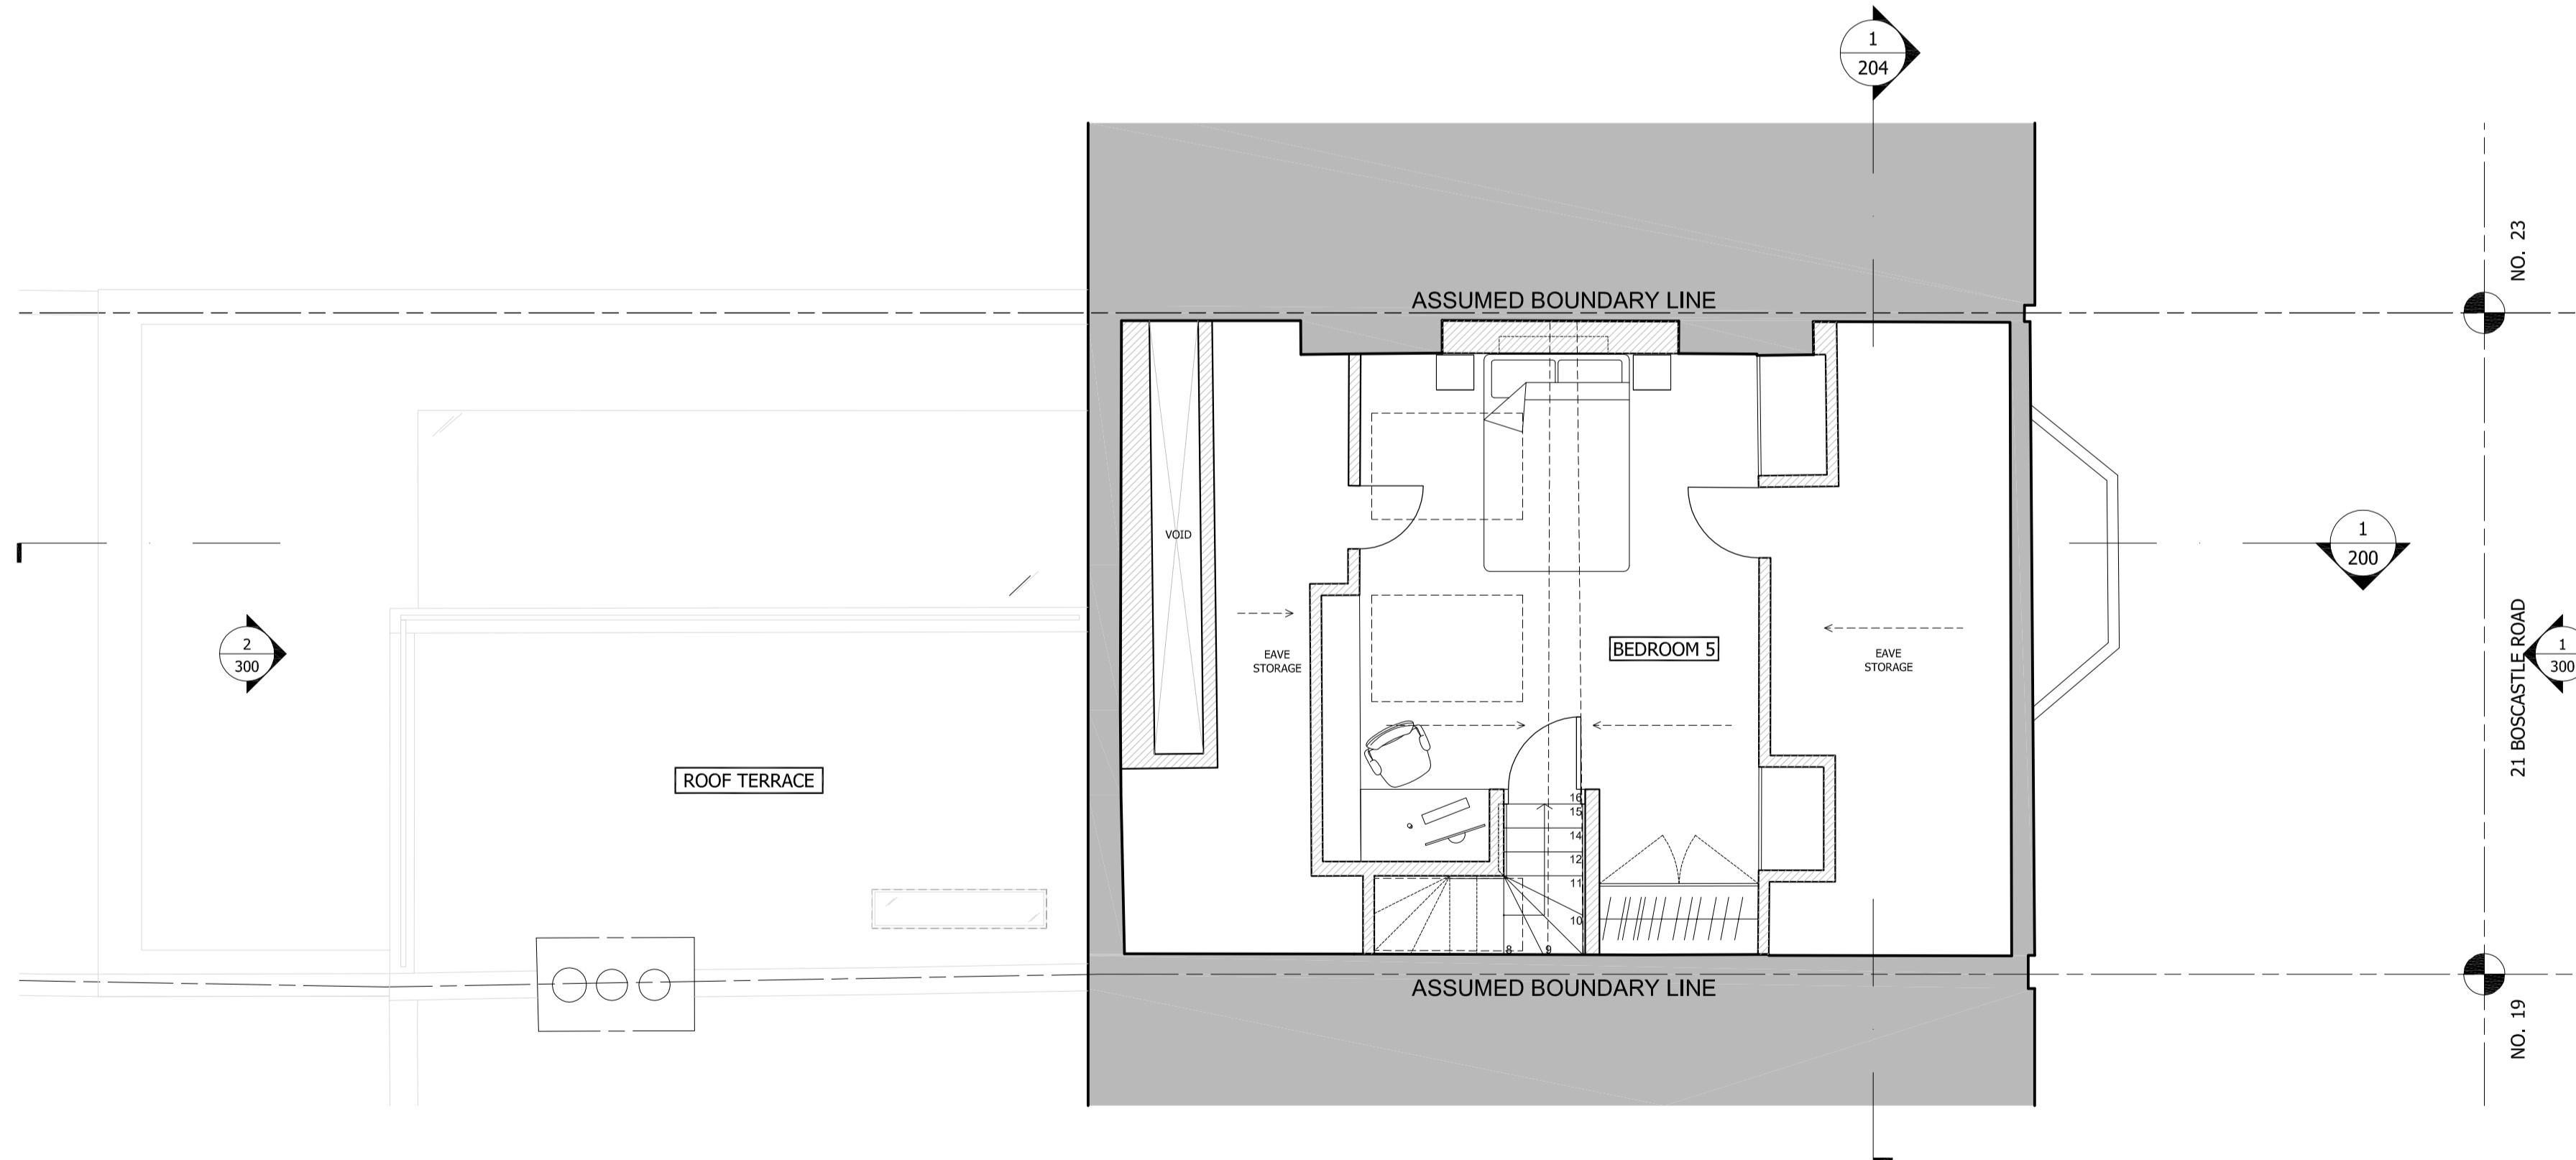 1
204
NO. 23
ASSUMED BOUNDARY LINE
VOID
1
200
2
300
EAVE
STORAGE
BEDROOM 5
EAVE
STORAGE
21 BOSCASTLE ROAD
1
300
ROOF TERRACE
16
15
14
12
11
10
8
9
ASSUMED BOUNDARY LINE
NO. 19